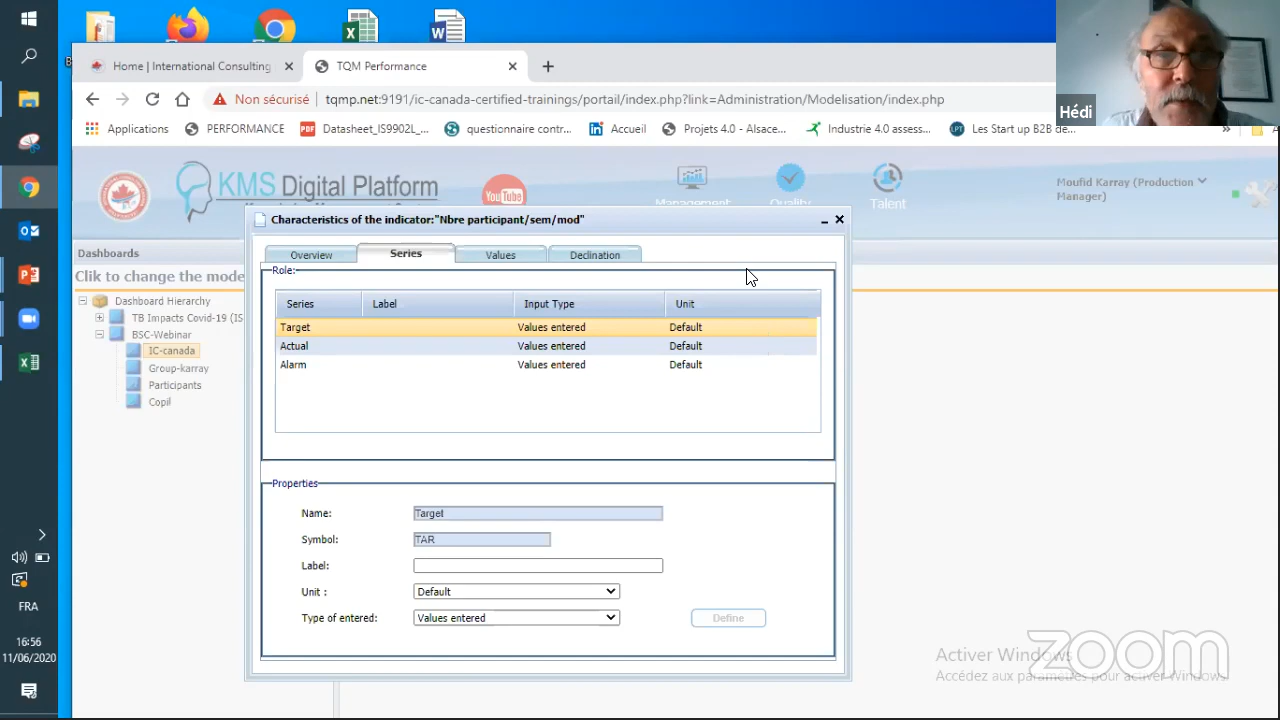 Home | International Consulting
TQM Performance
Non sécurisé
tqmp.net:9191/ic-canada-certified-trainings/portail/index.php?link=Administration/Modelisation/index.php
Hédi
Applications
PERFORMANCE
PDF
Datasheet_IS9902L_...
questionnaire contr...
in
Accueil
Projets 4.0 - Alsace...
Industrie 4.0 assess...
LPT
Les Start up B2B de...
KMS Digital Platform
YouTube
Management
Quality
Talent
Moufid Karray (Production Manager)
Characteristics of the indicator:"Nbre participant/sem/mod"
Dashboards
Clik to change the mode
Dashboard Hierarchy
TB Impacts Covid-19 (IS
BSC-Webinar
IC-canada
Group-karray
Participants
Copil
Overview
Series
Values
Declination
Role:
Series Label Input Type Unit
Target Values entered Default
Actual Values entered Default
Alarm Values entered Default
Properties
Name: Target
Symbol: TAR
Label:
Unit : Default
Type of entered: Values entered
Define
FRA
16:56
11/06/2020
Activer Windows
Accédez aux paramètres pour activer Windows.
zoom